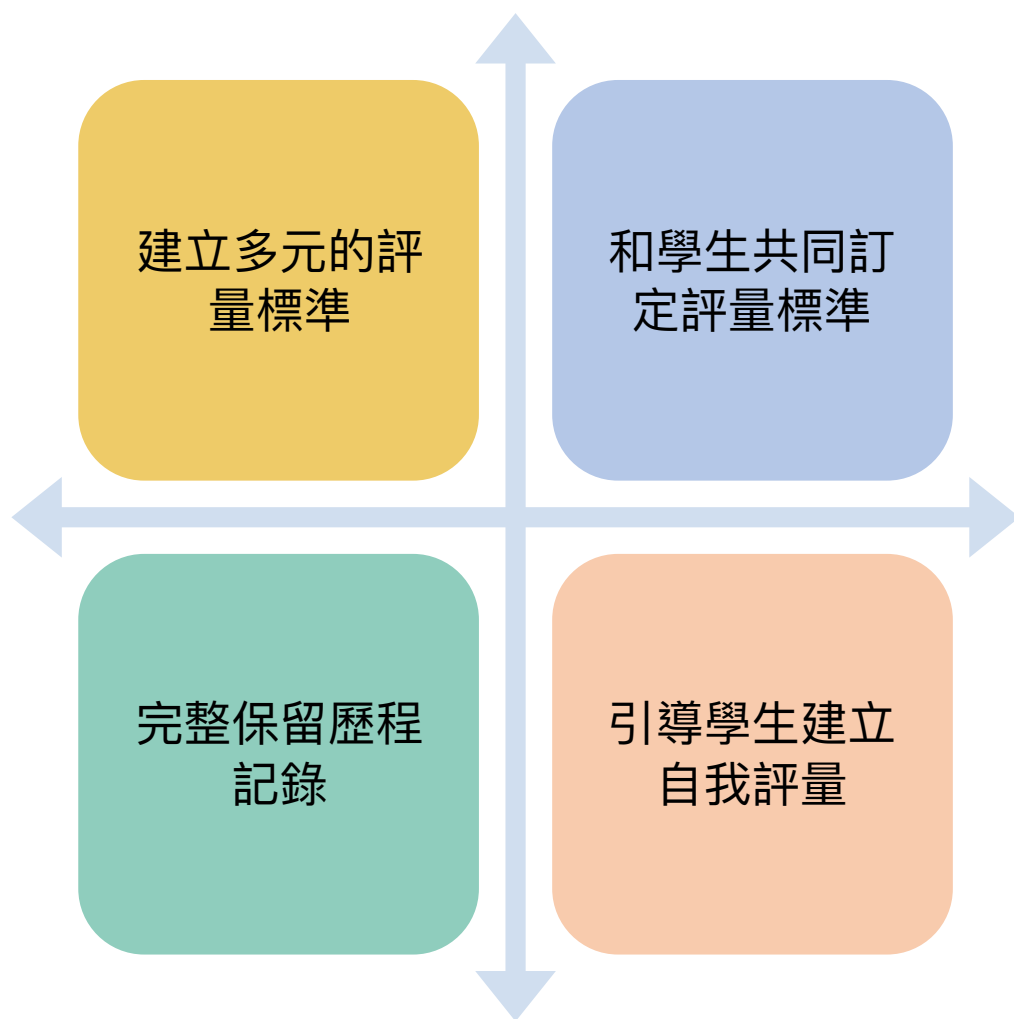 建立多元的評
量標準
和學生共同訂
定評量標準
完整保留歷程
記錄
引導學生建立
自我評量